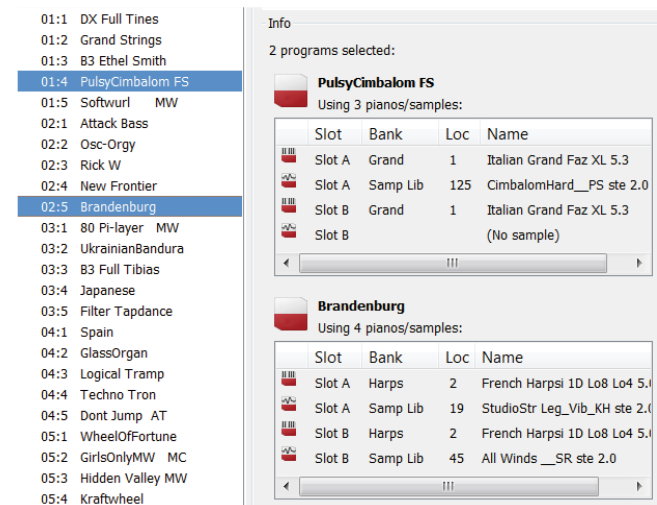 01:1 DX Full Tines
01:2 Grand Strings
01:3 B3 Ethel Smith
01:4 PulsyCimbalom FS
01:5 Softwurl MW
02:1 Attack Bass
02:2 Osc-Orgy
02:3 Rick W
02:4 New Frontier
02:5 Brandenburg
03:1 80 Pi-layer MW
03:2 UkrainianBandura
03:3 B3 Full Tibias
03:4 Japanese
03:5 Filter Tapdance
04:1 Spain
04:2 GlassOrgan
04:3 Logical Tramp
04:4 Techno Tron
04:5 Dont Jump AT
05:1 WheelOfFortune
05:2 GirlsOnlyMW MC
05:3 Hidden Valley MW
05:4 Kraftwheel
Info
2 programs selected:
PulsyCimbalom FS
Using 3 pianos/samples:
Slot Bank Loc Name
Slot A Grand 1 Italian Grand Faz XL 5.3
Slot A Samp Lib 125 CimbalomHard__PS ste 2.0
Slot B Grand 1 Italian Grand Faz XL 5.3
Slot B (No sample)
Brandenburg
Using 4 pianos/samples:
Slot Bank Loc Name
Slot A Harps 2 French Harpsi 1D Lo8 Lo4 5.
Slot A Samp Lib 19 StudioStr Leg_Vib_KH ste 2.
Slot B Harps 2 French Harpsi 1D Lo8 Lo4 5.
Slot B Samp Lib 45 All Winds __SR ste 2.0